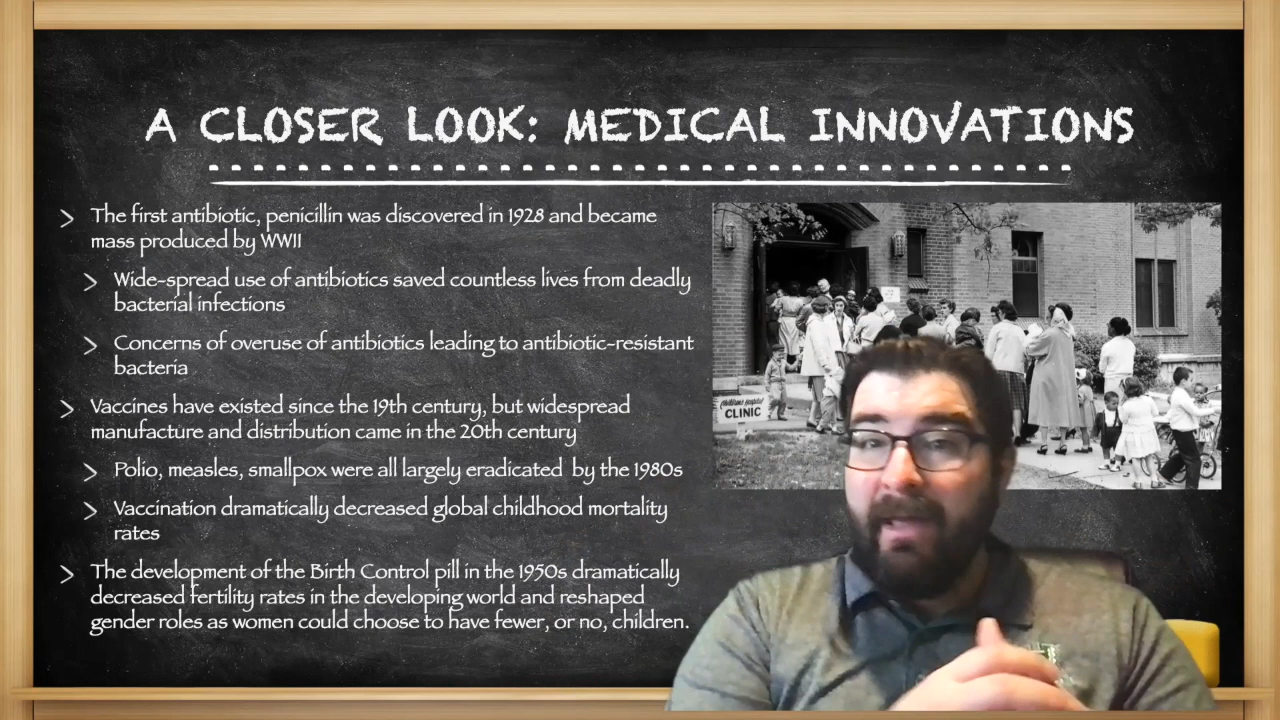 A CLOSER LOOK: MEDICAL INNOVATIONS
The first antibiotic, penicillin was discovered in 1928 and became
mass produced by WWII
Wide-spread use of antibiotics saved countless lives from deadly
bacterial infections
Concerns of overuse of antibiotics leading to antibiotic-resistant
bacteria
Vaccines have existed since the 19th century, but widespread
manufacture and distribution came in the 20th century
Polio, measles, smallpox were all largely eradicated by the 1980s
Vaccination dramatically decreased global childhood mortality
rates
The development of the Birth Control pill in the 1950s dramatically
decreased fertility rates in the developing world and reshaped
gender roles as women could choose to have fewer, or no, children.
Childrens Hospital
CLINIC